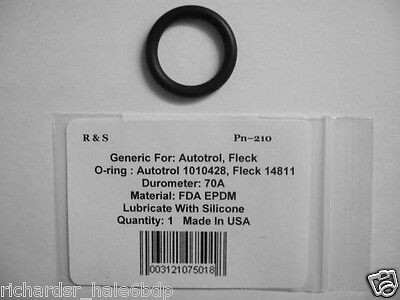 R & S Pn-210
Generic For: Autotrol, Fleck
O-ring : Autotrol 1010428, Fleck 14811
Durometer: 70A
Material: FDA EPDM
Lubricate With Silicone
Quantity: 1 Made In USA
003121075018
richarder_hale6bdp